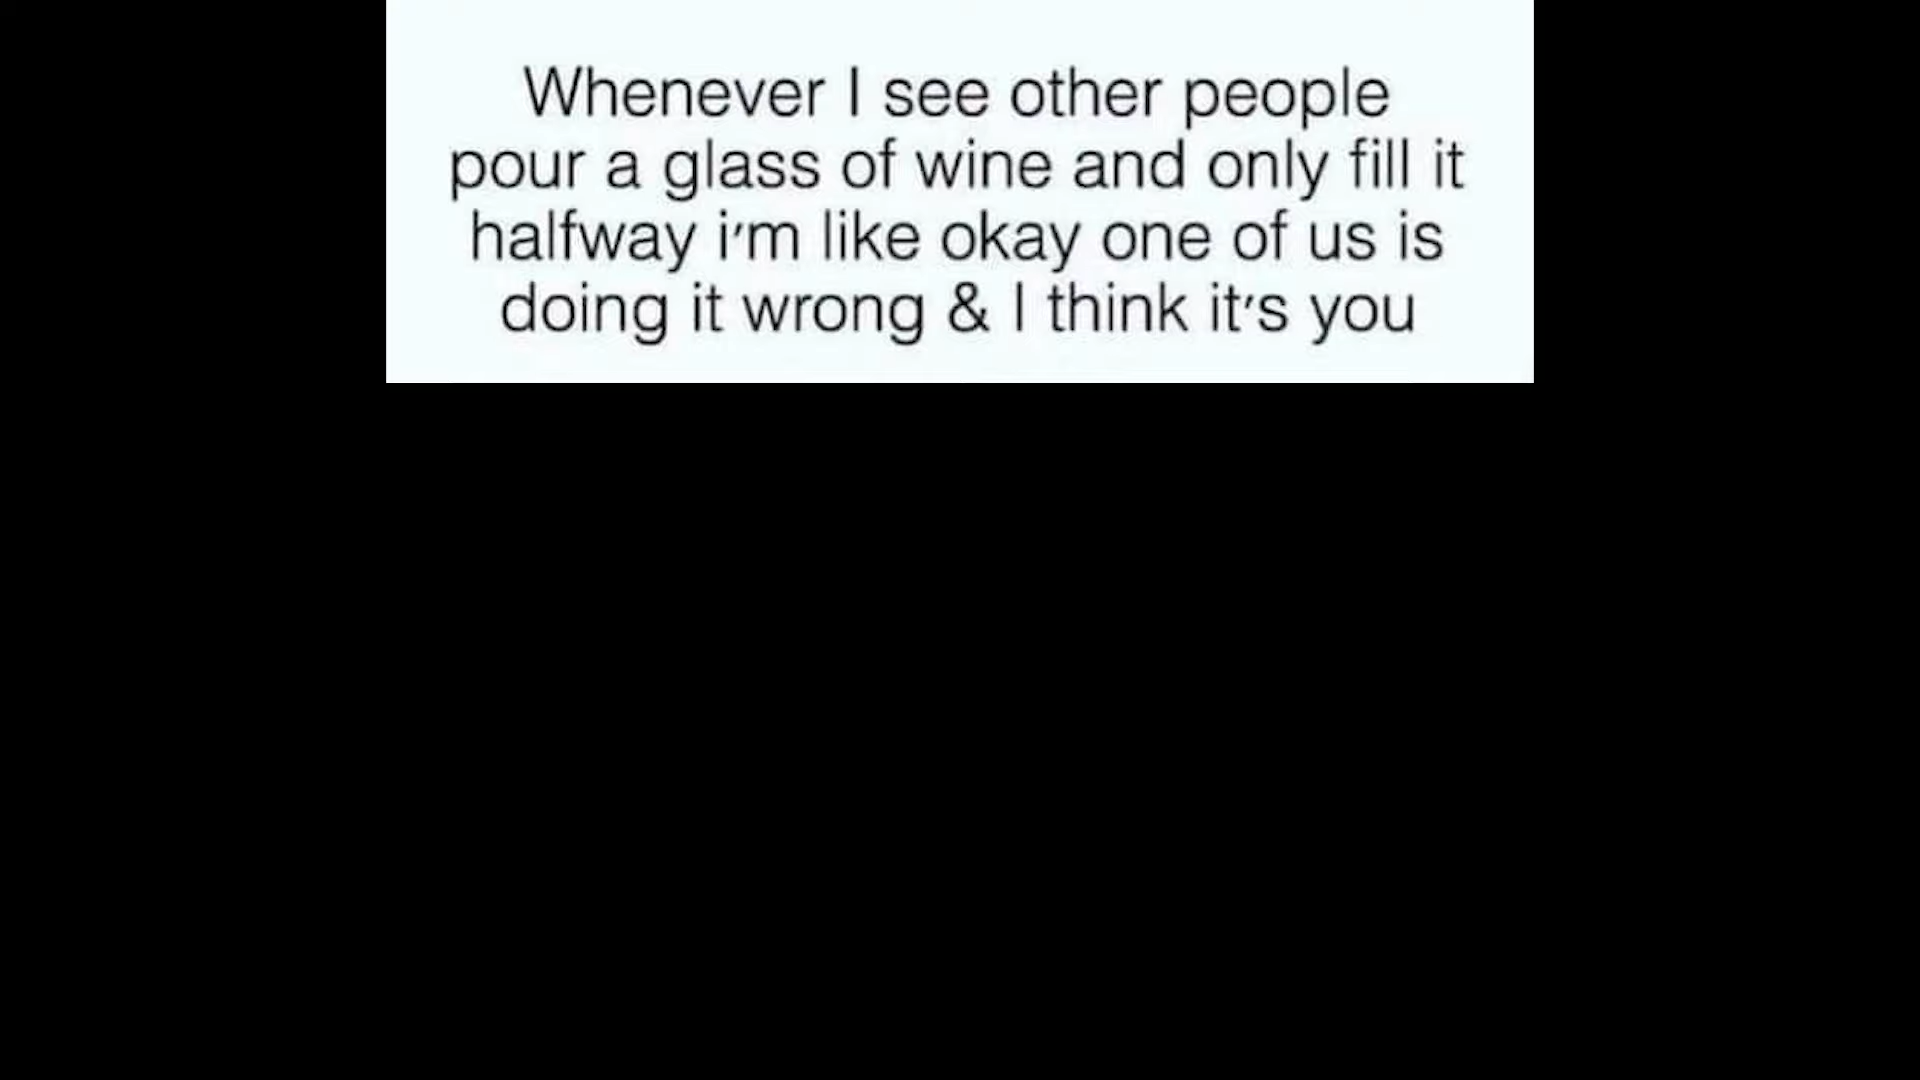 Whenever I see other people
pour a glass of wine and only fill it
halfway i'm like okay one of us is
doing it wrong & I think it's you